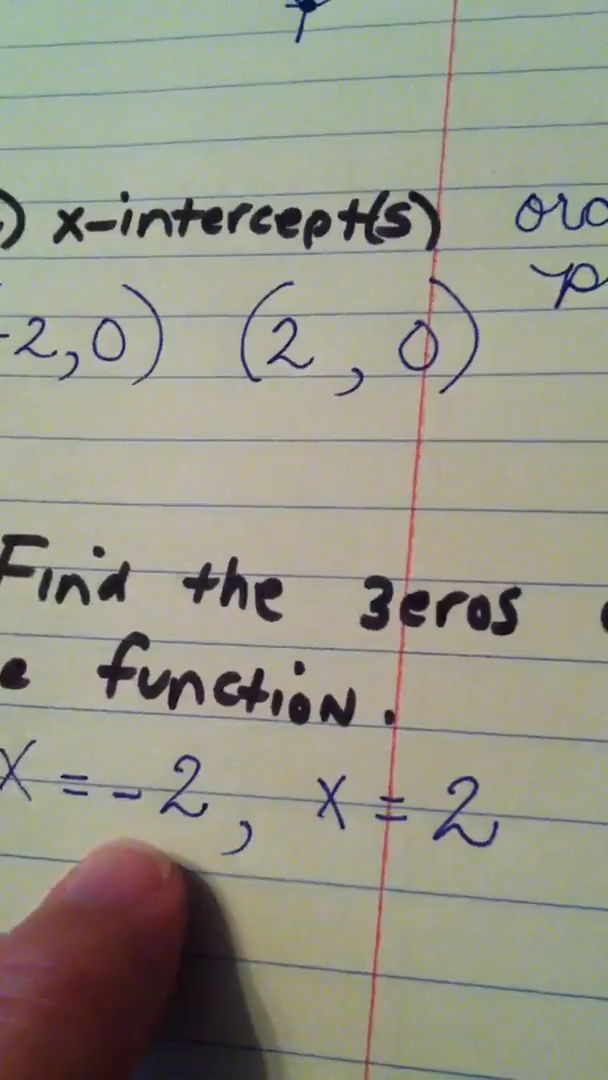 ) x-intercept(s)
-2,0) (2, 0)
Find the zeros
function.
x = -2, x = 2